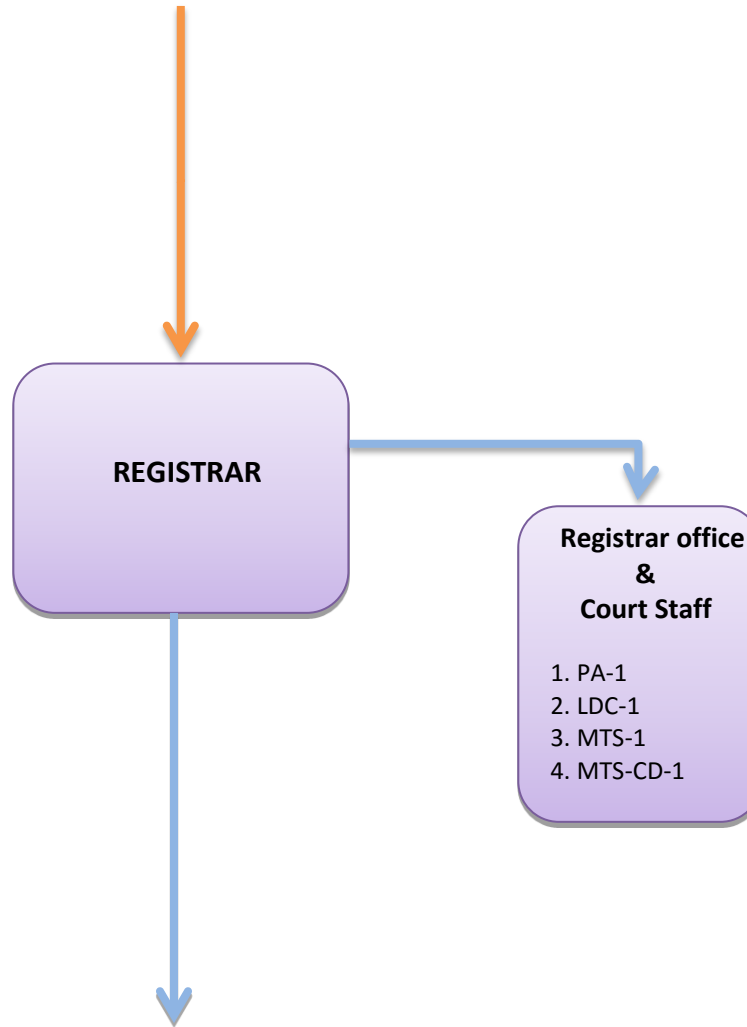 REGISTRAR
Registrar office
&
Court Staff
1. PA-1
2. LDC-1
3. MTS-1
4. MTS-CD-1